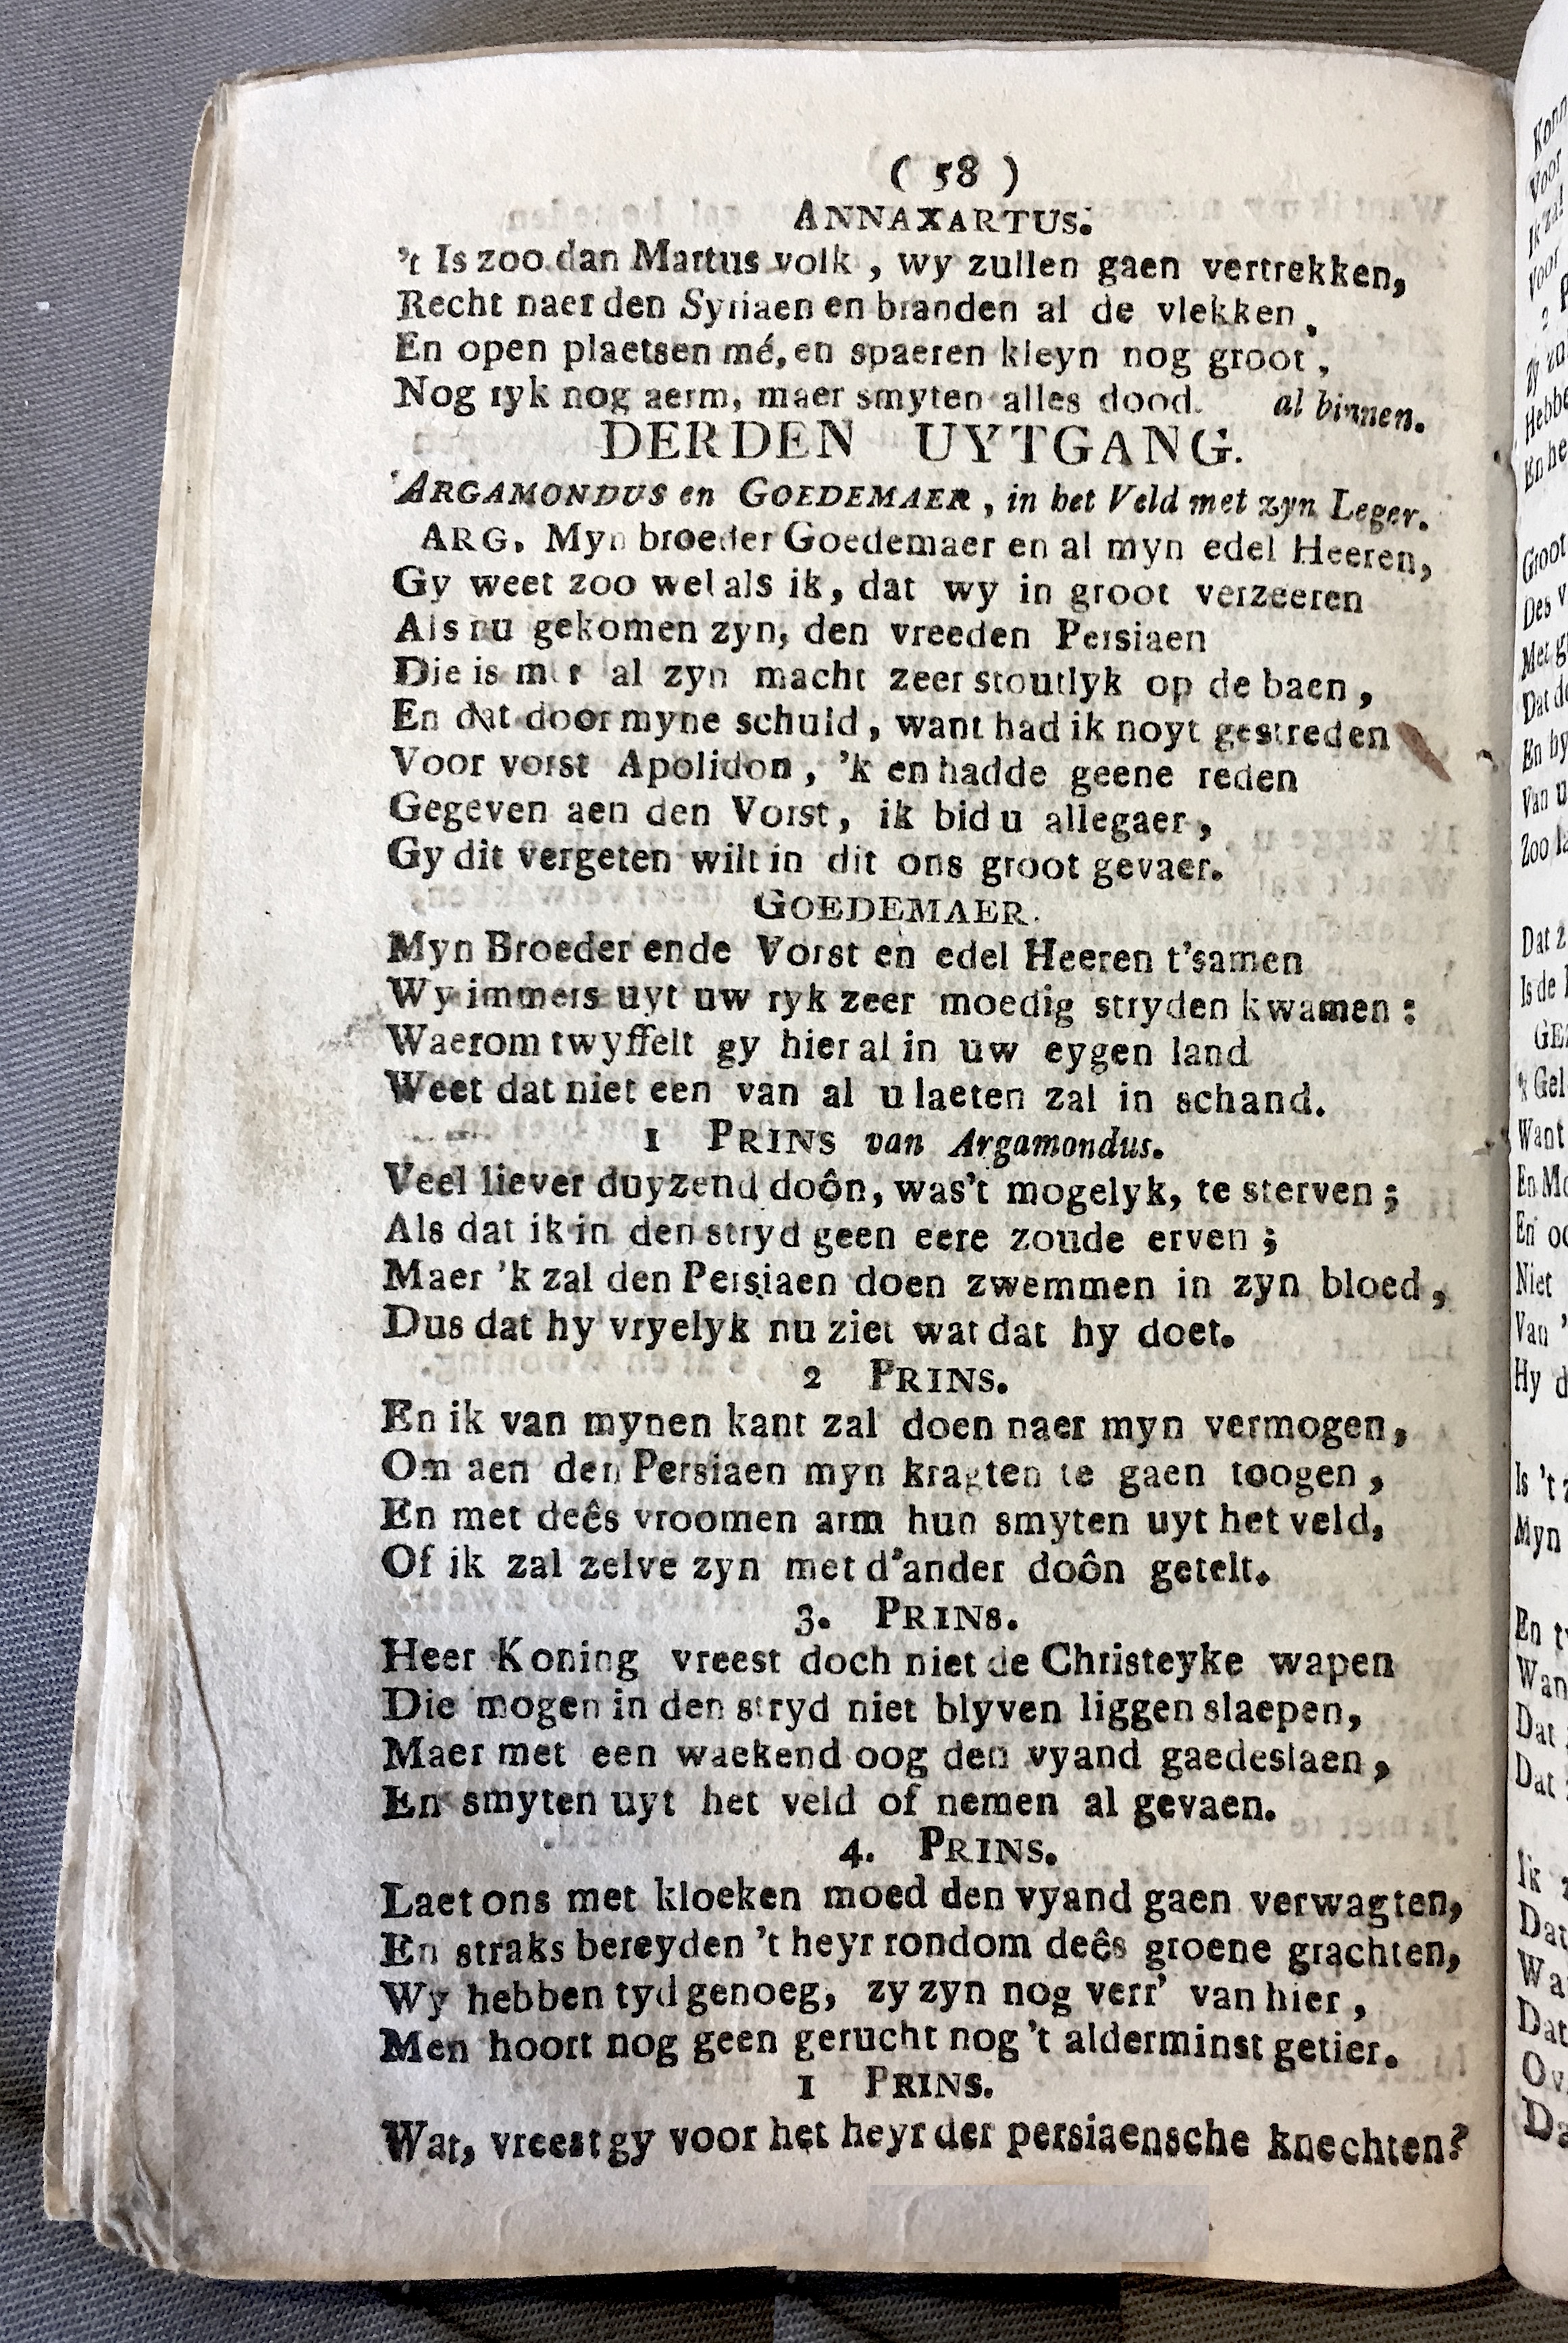 ( 58 )
ANNAXARTUS.
't Is zoo dan Martus volk , wy zullen gaen vertrekken,
Recht naer den Syriaen en branden al de vlekken,
En open plaetsen mé, en spaeren kleyn nog groot,
Nog ryk nog aerm, maer smyten alles dood. al binnen.
DERDEN UYTGANG.
ARGAMONDUS en GOEDEMAER , in het Veld met zyn Leger.
ARG. Myn broeder Goedemaer en al myn edel Heeren,
Gy weet zoo wel als ik, dat wy in groot verzeeren
Als nu gekomen zyn, den vreeden Persiaen
Die is met al zyn macht zeer stoutlyk op de baen ,
En dat door myne schuld , want had ik noyt gestreden
Voor vorst Apolidon , 'k en hadde geene reden
Gegeven aen den Vorst, ik bid u allegaer ,
Gy dit vergeten wilt in dit ons groot gevaer.
GOEDEMAER.
Myn Broeder ende Vorst en edel Heeren t'samen
Wy immers uyt uw ryk zeer moedig stryden kwamen :
Waerom twyffelt gy hier al in uw eygen land
Weet dat niet een van al u laeten zal in schand.
1 PRINS van Argamondus.
Veel liever duyzend doôn, was't mogelyk, te sterven ;
Als dat ik in den stryd geen eere zoude erven ;
Maer 'k zal den Persiaen doen zwemmen in zyn bloed ,
Dus dat hy vryelyk nu ziet wat dat hy doet.
2 PRINS.
En ik van mynen kant zal doen naer myn vermogen,
Om aen den Persiaen myn kragten te gaen toogen ,
En met deês vroomen arm hun smyten uyt het veld,
Of ik zal zelve zyn met d'ander doôn getelt.
3. PRINS.
Heer Koning vreest doch niet de Christeyke wapen
Die mogen in den stryd niet blyven liggen slaepen,
Maer met een waekend oog den vyand gaedeslaen ,
En smyten uyt het veld of nemen al gevaen.
4. PRINS.
Laet ons met kloeken moed den vyand gaen verwagten,
En straks bereyden 't heyr rondom deês groene grachten,
Wy hebben tyd genoeg, zy zyn nog verr' van hier ,
Men hoort nog geen gerucht nog 't alderminst getier.
1 PRINS.
Wat, vreest gy voor het heyr der persiaensche knechten?